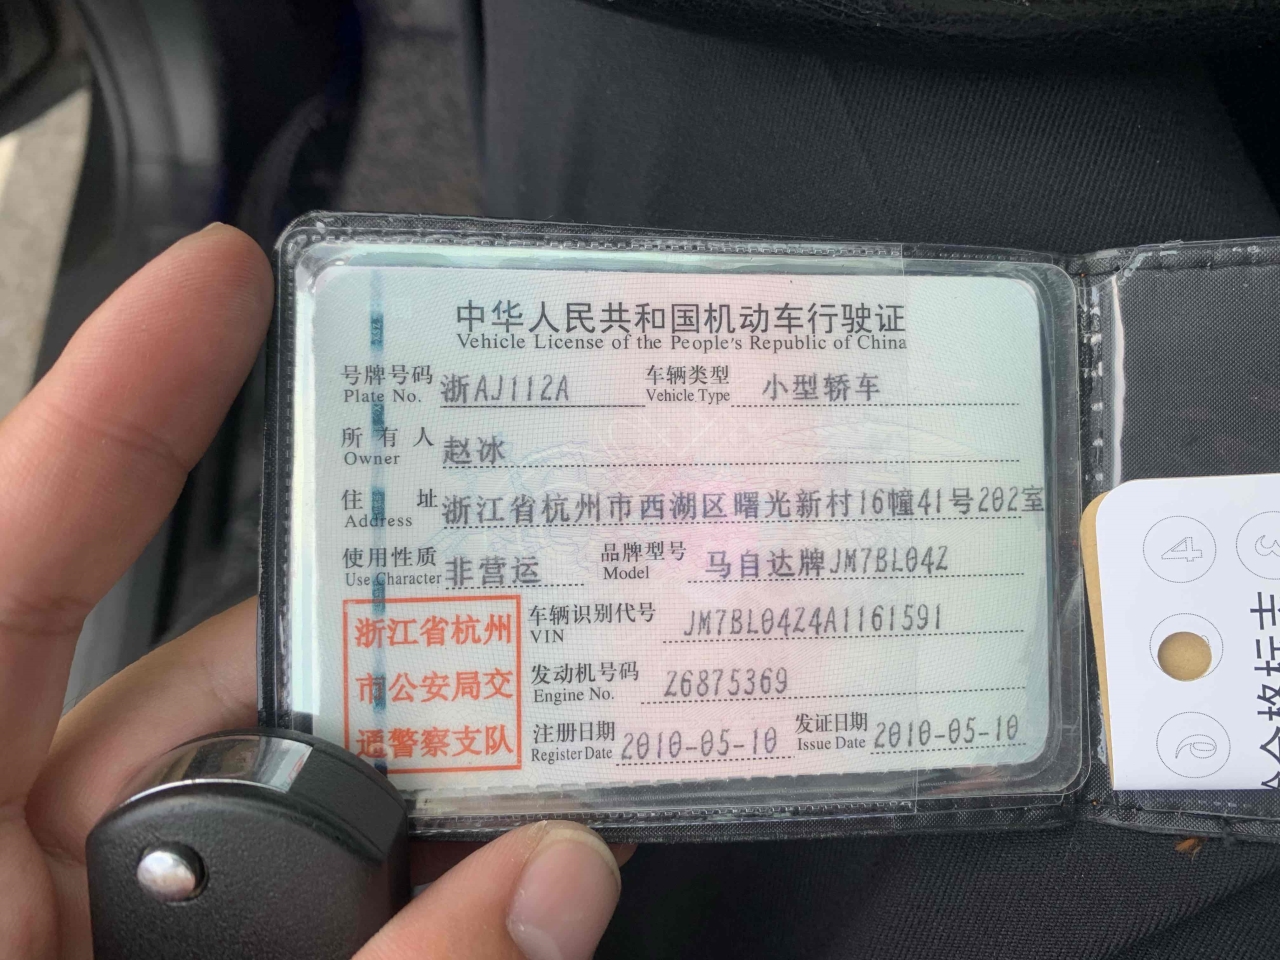 中华人民共和国机动车行驶证
Vehicle License of the People's Republic of China
号牌号码 浙AJ112A 车辆类型 小型轿车
Plate No. Vehicle Type
所有人 赵冰
Owner
住址 浙江省杭州市西湖区曙光新村16幢41号202室
Address
使用性质 非营运 品牌型号 马自达牌JM7BL04Z
Use Character Model
浙江省杭州
市公安局交
通警察支队
车辆识别代号 JM7BL04Z4A1161591
VIN
发动机号码 Z6875369
Engine No.
注册日期 2010-05-10 发证日期 2010-05-10
Register Date Issue Date
4
3
格标